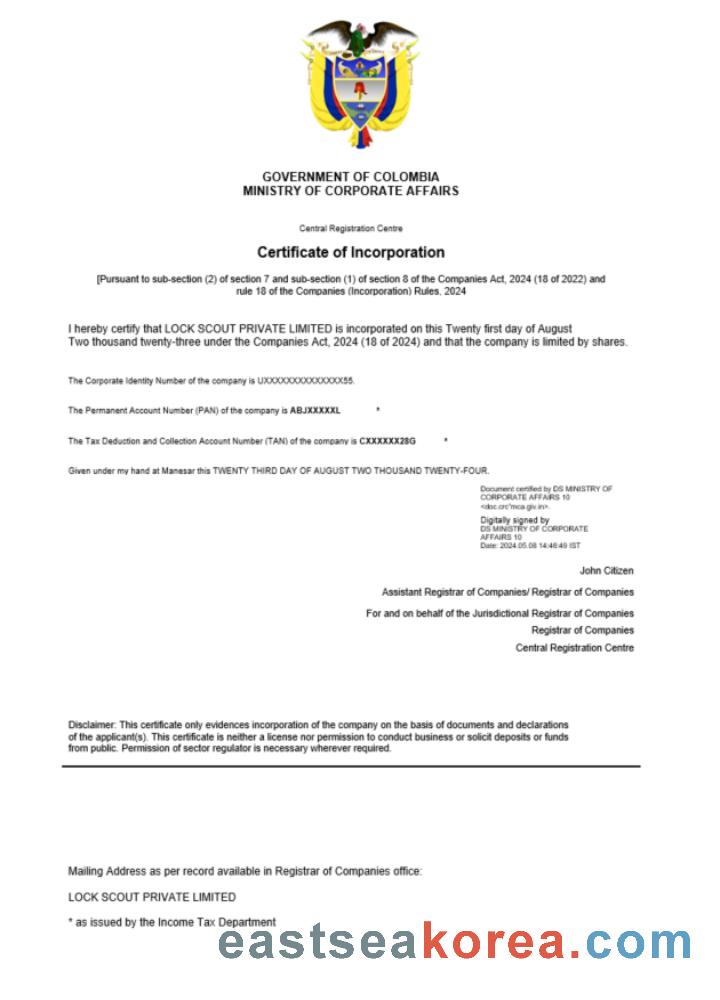 GOVERNMENT OF COLOMBIA
MINISTRY OF CORPORATE AFFAIRS
Central Registration Centre
Certificate of Incorporation
[Pursuant to sub-section (2) of section 7 and sub-section (1) of section 8 of the Companies Act, 2024 (18 of 2022) and
rule 18 of the Companies (Incorporation) Rules, 2024
I hereby certify that LOCK SCOUT PRIVATE LIMITED is incorporated on this Twenty first day of August
Two thousand twenty-three under the Companies Act, 2024 (18 of 2024) and that the company is limited by shares.
The Corporate Identity Number of the company is UXXXXXXXXXXXXXX55.
The Permanent Account Number (PAN) of the company is ABJXXXXXL *
The Tax Deduction and Collection Account Number (TAN) of the company is CXXXXXX28G *
Given under my hand at Manesar this TWENTY THIRD DAY OF AUGUST TWO THOUSAND TWENTY-FOUR.
Document certified by DS MINISTRY OF
CORPORATE AFFAIRS 10
<doc.crc"mca.giv.in>.
Digitally signed by
DS MINISTRY OF CORPORATE
AFFAIRS 10
Date: 2024.05.08 14:46:49 IST
John Citizen
Assistant Registrar of Companies/ Registrar of Companies
For and on behalf of the Jurisdictional Registrar of Companies
Registrar of Companies
Central Registration Centre
Disclaimer: This certificate only evidences incorporation of the company on the basis of documents and declarations
of the applicant(s). This certificate is neither a license nor permission to conduct business or solicit deposits or funds
from public. Permission of sector regulator is necessary wherever required.
Mailing Address as per record available in Registrar of Companies office:
LOCK SCOUT PRIVATE LIMITED
* as issued by the Income Tax Department
eastseakorea.com